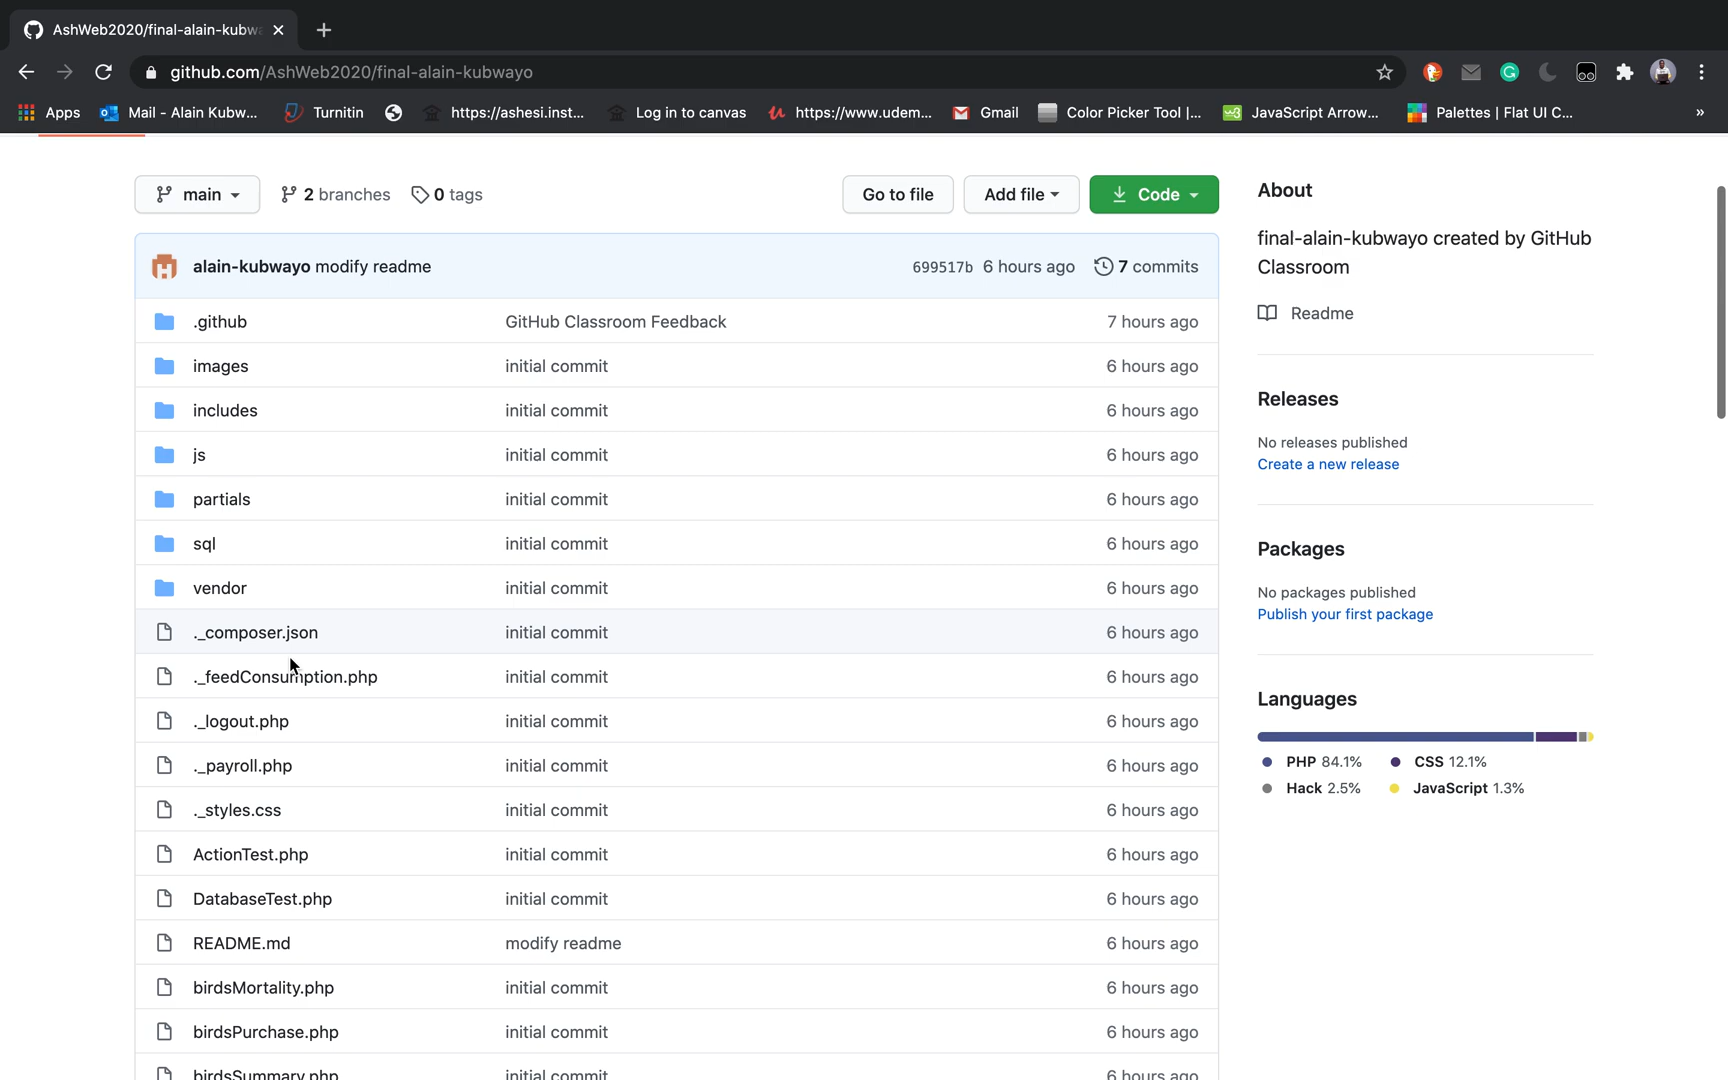 AshWeb2020/final-alain-kubwa
github.com/AshWeb2020/final-alain-kubwayo
Apps
Mail - Alain Kubw...
Turnitin
https://ashesi.inst...
Log in to canvas
https://www.udem...
Gmail
Color Picker Tool |...
JavaScript Arrow...
Palettes | Flat UI C...
»
main
2 branches
0 tags
Go to file
Add file
Code
alain-kubwayo modify readme
699517b 6 hours ago
7 commits
.github GitHub Classroom Feedback 7 hours ago
images initial commit 6 hours ago
includes initial commit 6 hours ago
js initial commit 6 hours ago
partials initial commit 6 hours ago
sql initial commit 6 hours ago
vendor initial commit 6 hours ago
._composer.json initial commit 6 hours ago
._feedConsumption.php initial commit 6 hours ago
._logout.php initial commit 6 hours ago
._payroll.php initial commit 6 hours ago
._styles.css initial commit 6 hours ago
ActionTest.php initial commit 6 hours ago
DatabaseTest.php initial commit 6 hours ago
README.md modify readme 6 hours ago
birdsMortality.php initial commit 6 hours ago
birdsPurchase.php initial commit 6 hours ago
birdsSummary.php initial commit 6 hours ago
About
final-alain-kubwayo created by GitHub
Classroom
Readme
Releases
No releases published
Create a new release
Packages
No packages published
Publish your first package
Languages
PHP 84.1% CSS 12.1%
Hack 2.5% JavaScript 1.3%